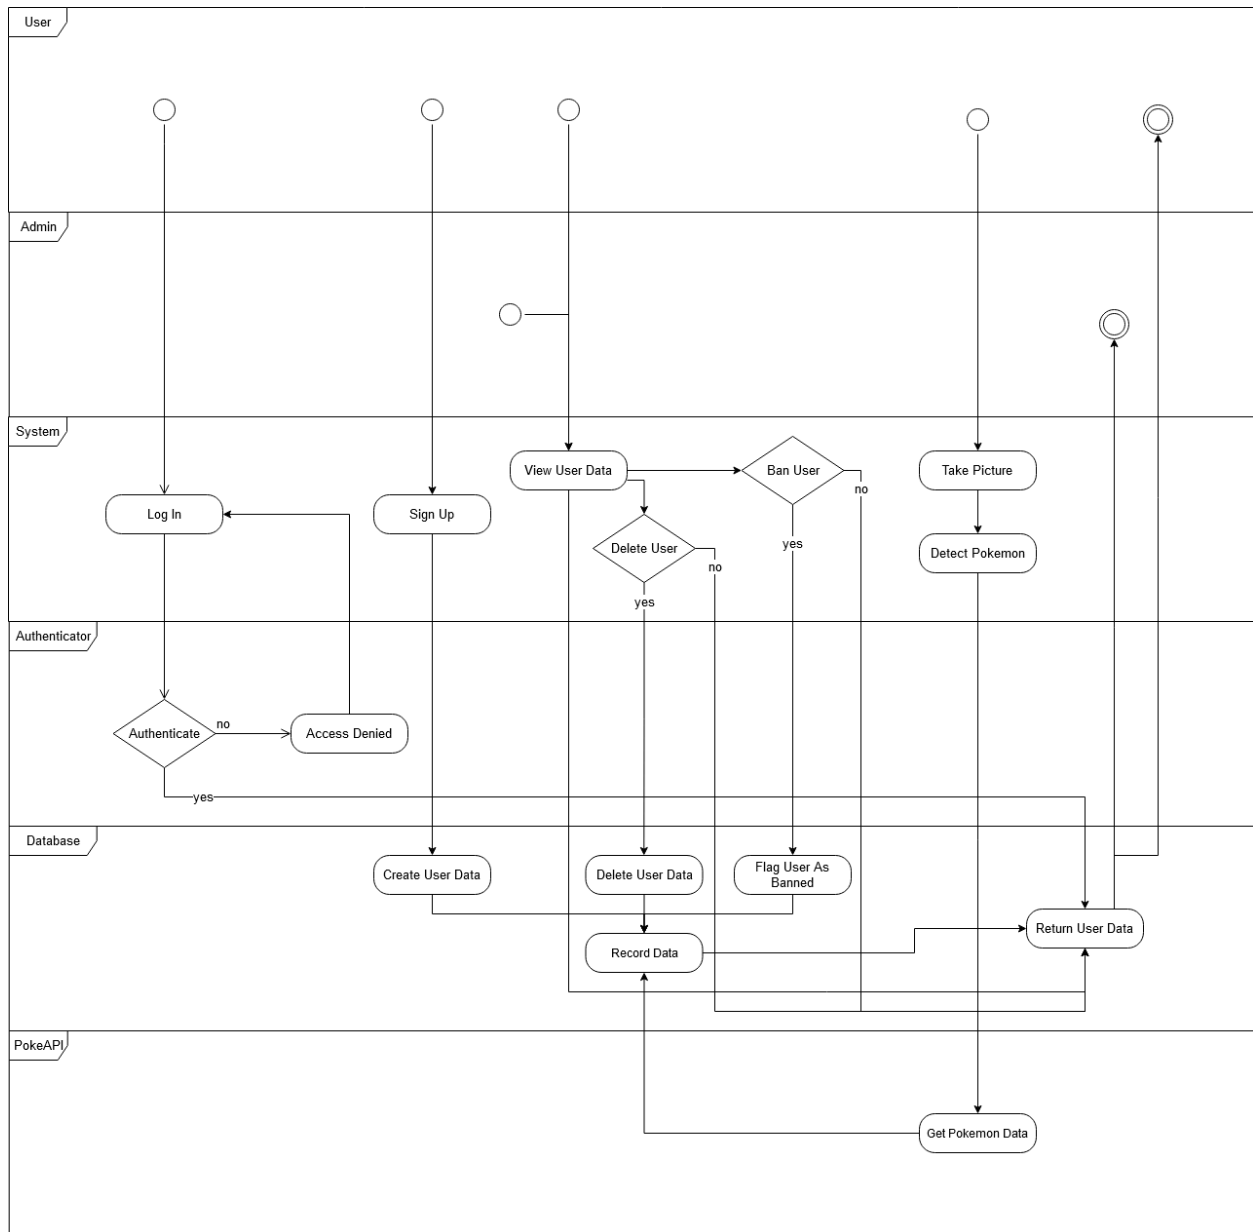 User
Admin
System
View User Data
Ban User
Take Picture
no
Log In
Sign Up
Delete User
yes
Detect Pokemon
no
yes
Authenticator
no
Authenticate
Access Denied
yes
Database
Create User Data
Delete User Data
Flag User As
Banned
Return User Data
Record Data
PokeAPI
Get Pokemon Data